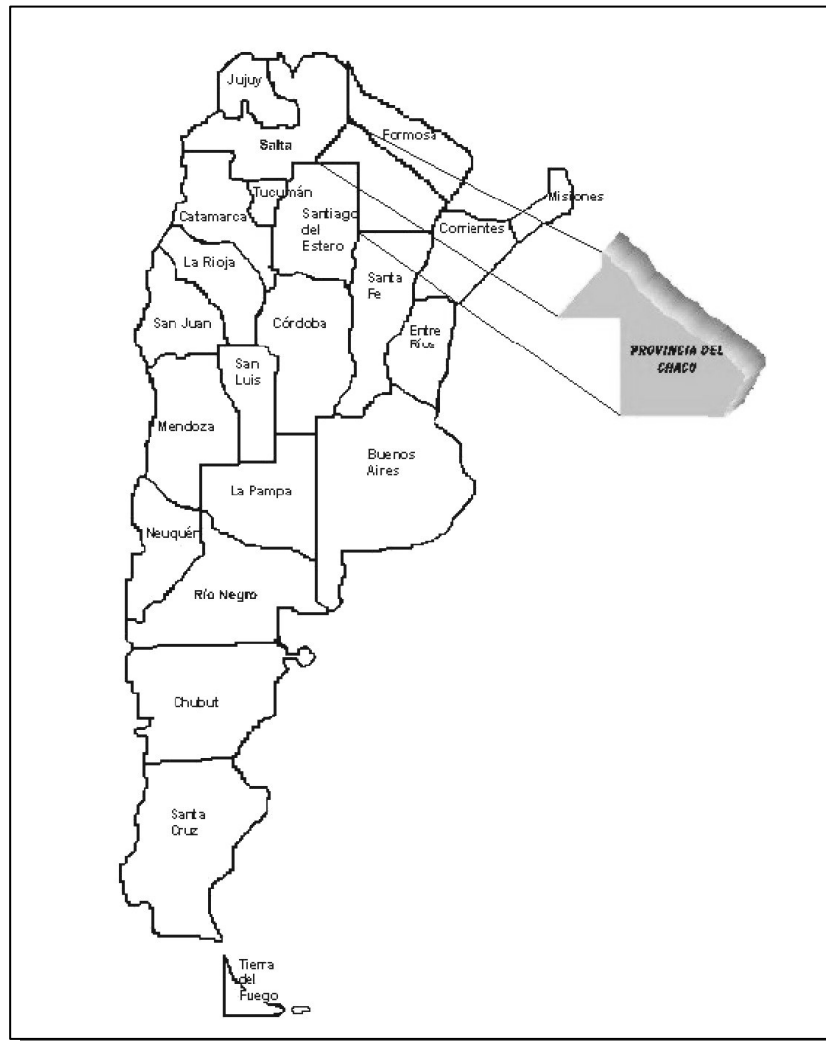 Jujuy
Formosa
Salta
Tucumán
Misiones
Catamarca
Santiago
del
Estero
Corrientes
La Rioja
Santa
Fe
San Juan
Córdoba
Entre
Ríos
San
Luis
PROVINCIA DEL
CHACO
Mendoza
Buenos
Aires
La Pampa
Neuquén
Río Negro
Chubut
Santa
Cruz
Tierra
del
Fuego